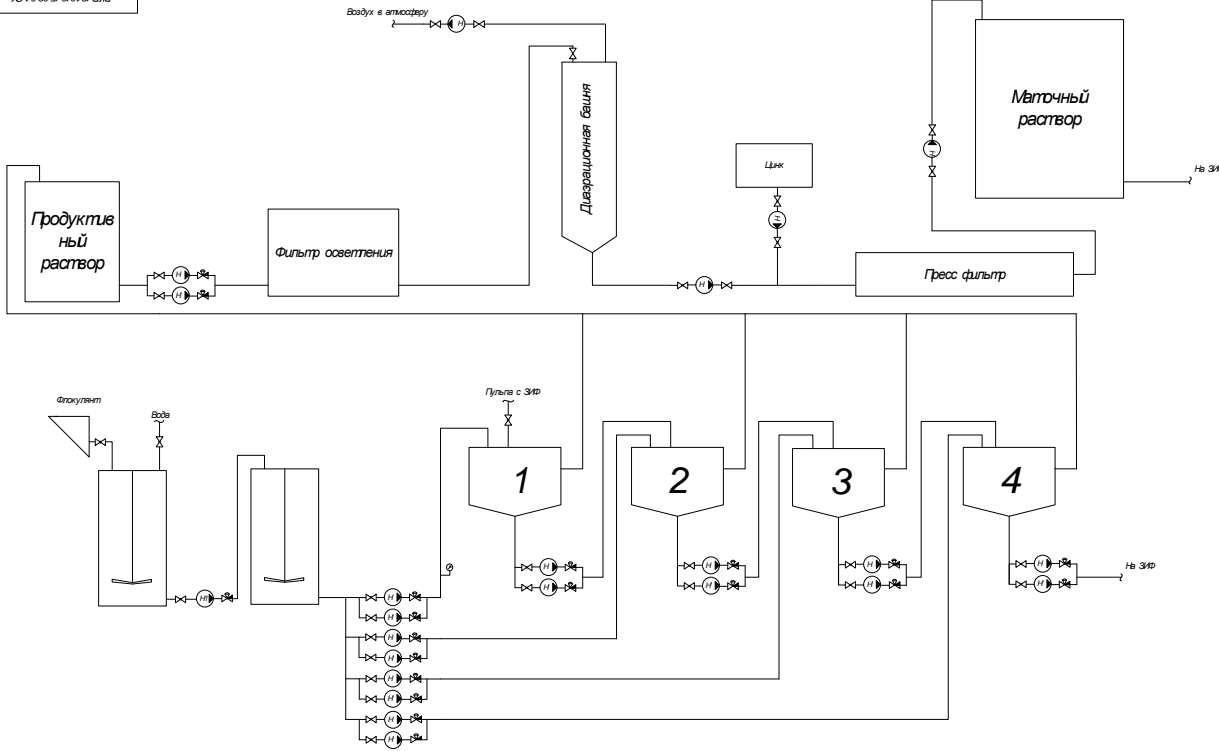 Воздух в атмосферу
Н
Маточный
раствор
Диаэрационная башня
Н
Цинк
На ЗИ
Н
Продуктив
ный
раствор
Фильтр осветления
Н
Н
Н
Пресс фильтр
Флокулянт
Вода
Пульпа с ЗИФ
1
2
3
4
На ЗИФ
Н
Н
Н
Н
Н
Н
Н
Н
Н1
Н
Н
Н
Н
Н
Н
Н
Н